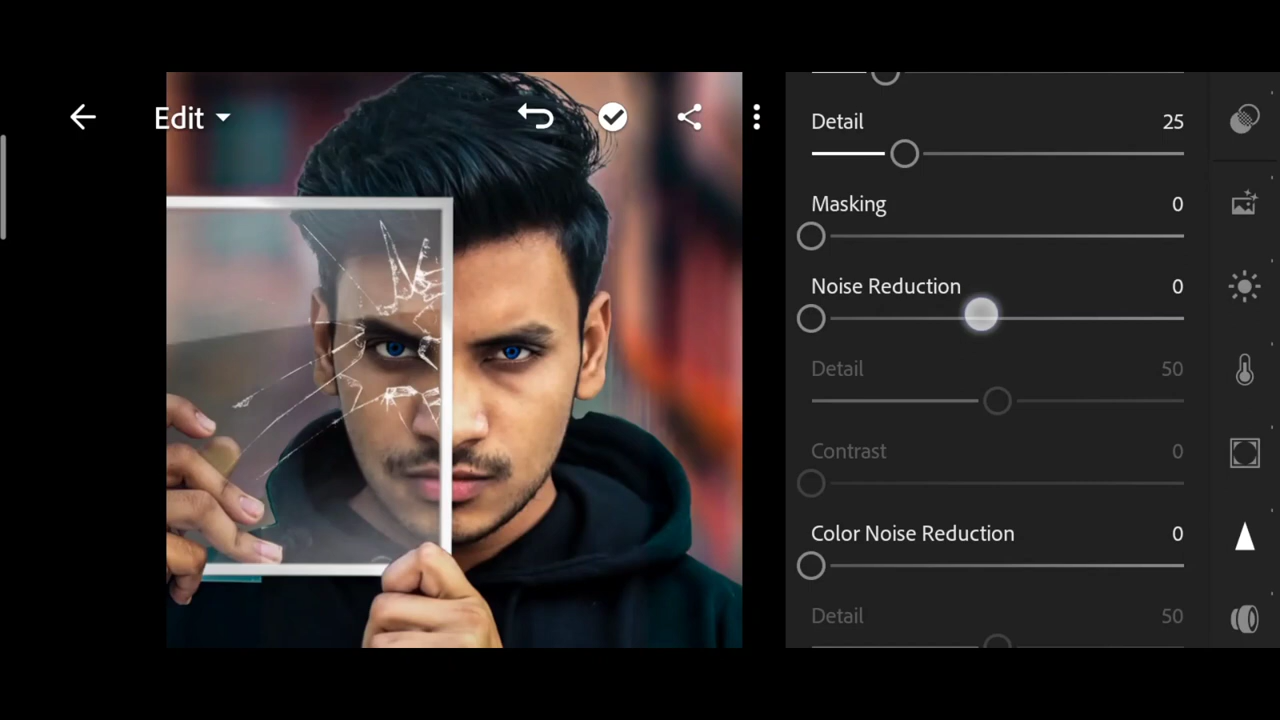 Edit
Detail 25
Masking 0
Noise Reduction 0
Detail 50
Contrast 0
Color Noise Reduction 0
Detail 50